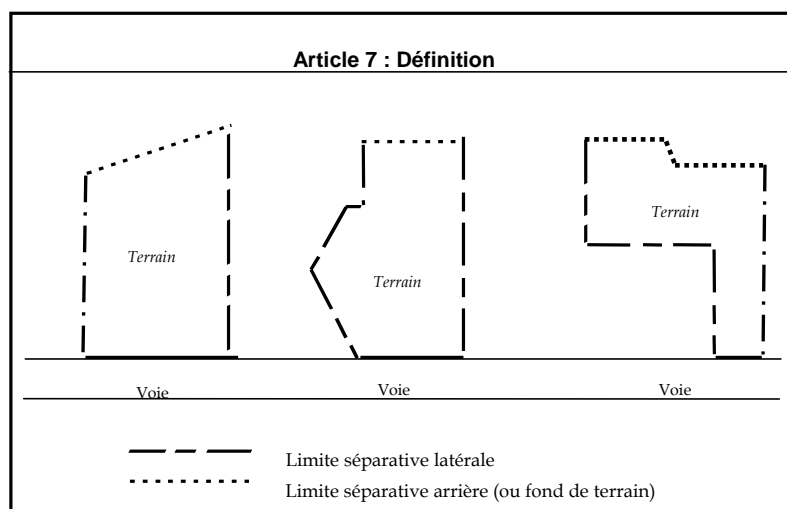 Article 7 : Définition
Terrain
Terrain
Terrain
Voie
Voie
Voie
Limite séparative latérale
Limite séparative arrière (ou fond de terrain)